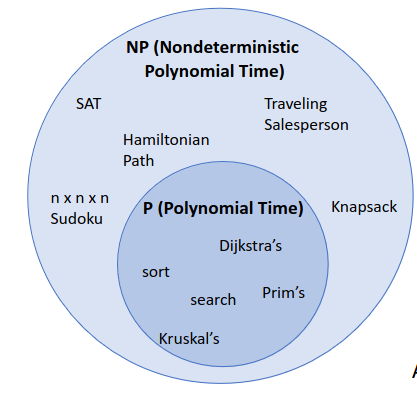 NP (Nondeterministic
Polynomial Time)
SAT
Traveling
Salesperson
Hamiltonian
Path
n x n x n
Sudoku
P (Polynomial Time)
Knapsack
Dijkstra’s
sort
search
Prim’s
Kruskal’s